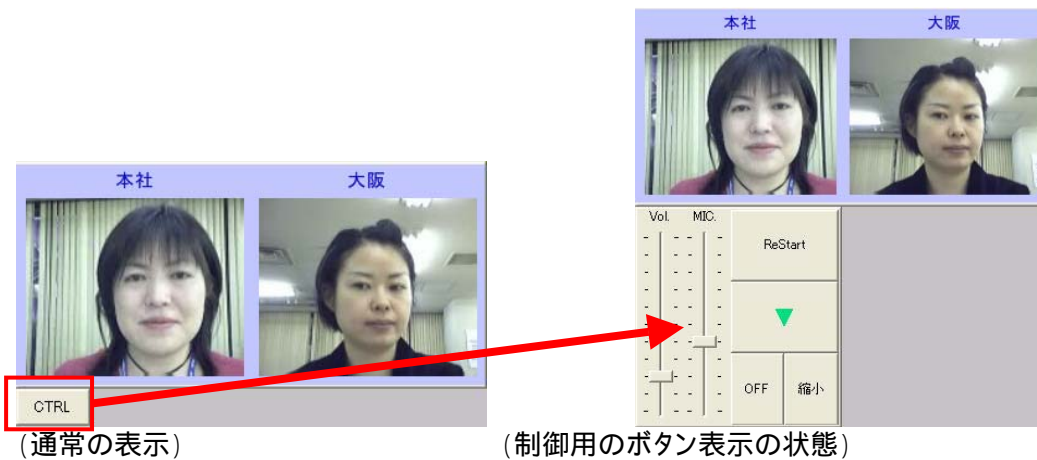 本社 大阪
本社 大阪
Vol. MIC.
ReStart
OFF 縮小
CTRL
(通常の表示) (制御用のボタン表示の状態)